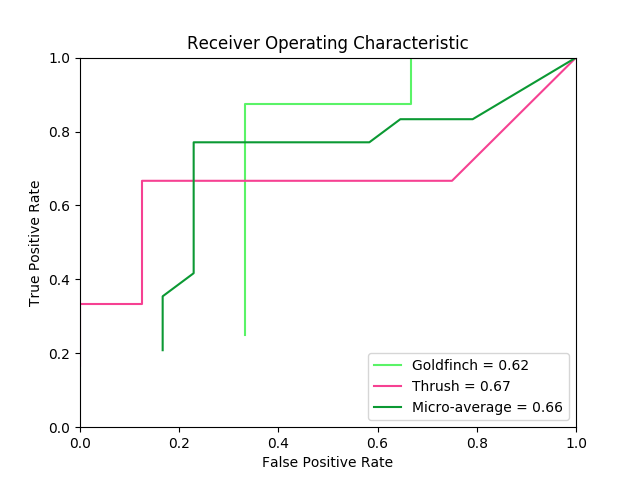 Receiver Operating Characteristic
True Positive Rate
1.0
0.8
0.6
0.4
0.2
0.0
Goldfinch = 0.62
Thrush = 0.67
Micro-average = 0.66
0.0 0.2 0.4 0.6 0.8 1.0
False Positive Rate